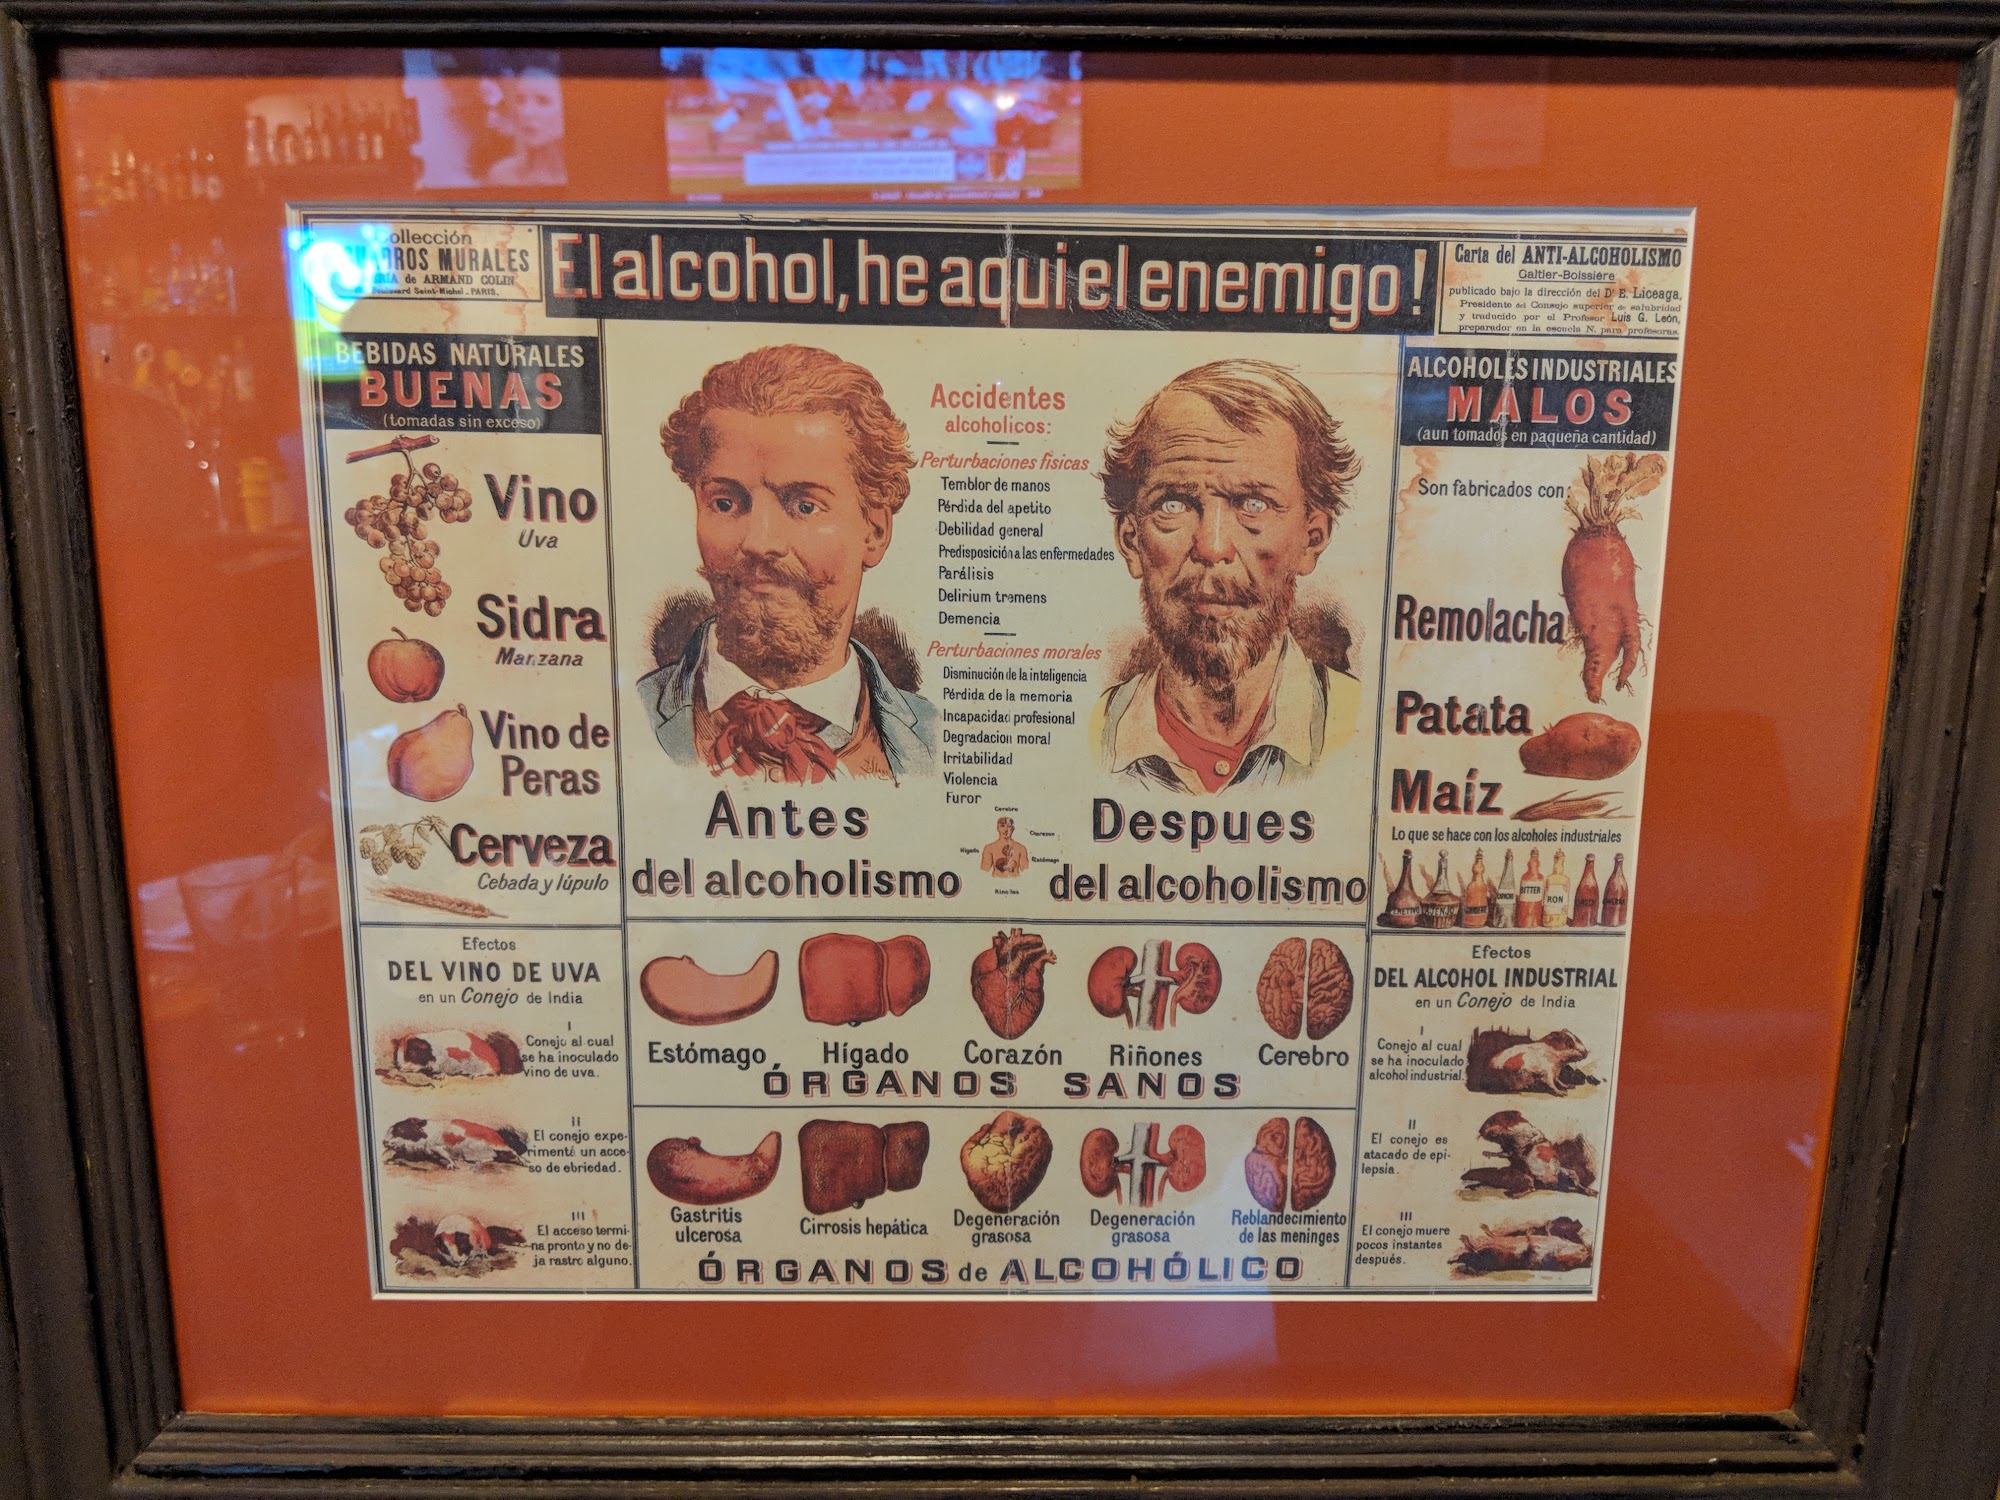 Collección
MURALES
de ARMAND COLIN
Boulevard Saint-Michel. PARIS.
El alcohol, he aqui el enemigo!
Carta del ANTI-ALCOHOLISMO
Galtier-Boissière
publicado bajo la dirección del Dr E. Liceaga,
Presidente del Consejo superior de salubridad
y traducido por el Profesor Luis G. León,
preparador en la escuela N. para profesoras.
BEBIDAS NATURALES
BUENAS
(tomadas sin exceso)
Vino
Uva
Sidra
Manzana
Vino de
Peras
Cerveza
Cebada y lúpulo
Accidentes
alcoholicos:
Perturbaciones fisicas
Temblor de manos
Pérdida del apetito
Debilidad general
Predisposición a las enfermedades
Parálisis
Delirium tremens
Demencia
Perturbaciones morales
Disminución de la inteligencia
Pérdida de la memoria
Incapacidad profesional
Degradacion moral
Irritabilidad
Violencia
Furor
Cerebro
Corazon
Hígado
Estómago
Antes
del alcoholismo
Despues
del alcoholismo
ALCOHOLES INDUSTRIALES
MALOS
(aun tomados en paqueña cantidad)
Son fabricados con:
Remolacha
Patata
Maíz
Lo que se hace con los alcoholes industriales
AJENJO
BITTER
RON
Efectos
DEL VINO DE UVA
en un Conejo de India
I
Conejo al cual
se ha inoculado
vino de uva.
II
El conejo expe-
rimenta un acce-
so de ebriedad.
III
El acceso termi-
na pronto y no de-
ja rastro alguno.
Estómago
Hígado
Corazón
Riñones
Cerebro
ÓRGANOS SANOS
Gastritis
ulcerosa
Cirrosis hepática
Degeneración
grasosa
Degeneración
grasosa
Reblandecimiento
de las meninges
ÓRGANOS de ALCOHÓLICO
Efectos
DEL ALCOHOL INDUSTRIAL
en un Conejo de India
I
Conejo al cual
se ha inoculado
alcohol industrial.
II
El conejo es
atacado de epi-
lepsia.
III
El conejo muere
pocos instantes
después.